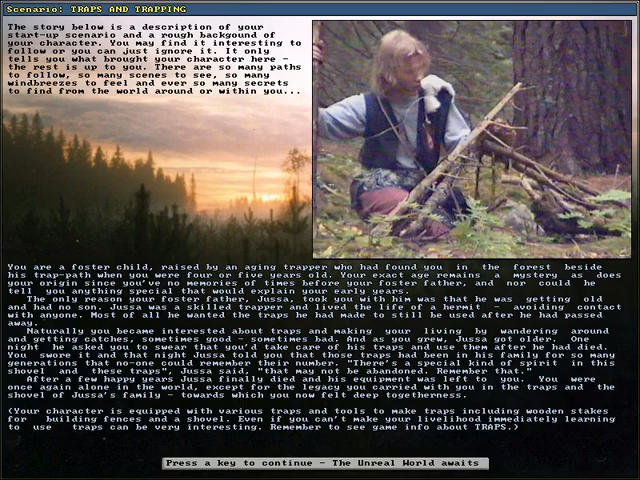 Scenario: TRAPS AND TRAPPING
The story below is a description of your
start-up scenario and a rough backgound of
your character. You may find it interesting to
follow or you can just ignore it. It only
tells you what brought your character here -
the rest is up to you. There are so many paths
to follow, so many scenes to see, so many
windbreezes to feel and ever so many secrets
to find from the world around or within you...
You are a foster child, raised by an aging trapper who had found you in the forest beside
his trap-path when you were four or five years old. Your exact age remains a mystery as does
your origin since you've no memories of times before your foster father, and nor could he
tell you anything special that would explain your early years.
The only reason your foster father, Jussa, took you with him was that he was getting old
and had no son. Jussa was a skilled trapper and lived the life of a hermit - avoiding contact
with anyone. Most of all he wanted the traps he had made to still be used after he had passed
away.
Naturally you became interested about traps and making your living by wandering around
and getting catches, sometimes good - sometimes bad. And as you grew, Jussa got older. One
night he asked you to swear that you'd take care of his traps and use them after he had died.
You swore it and that night Jussa told you that those traps had been in his family for so many
generations that no-one could remember their number. "There's a special kind of spirit in this
shovel and these traps", Jussa said, "that may not be abandoned. Remember that."
After a few happy years Jussa finally died and his equipment was left to you. You were
once again alone in the world, except for the legacy you carried with you in the traps and the
shovel of Jussa's family - towards which you now felt deep togetherness.
(Your character is equipped with various traps and tools to make traps including wooden stakes
for building fences and a shovel. Even if you can't make your livelihood immediately learning
to use traps can be very interesting. Remember to see game info about TRAPS.)
Press a key to continue - The Unreal World awaits